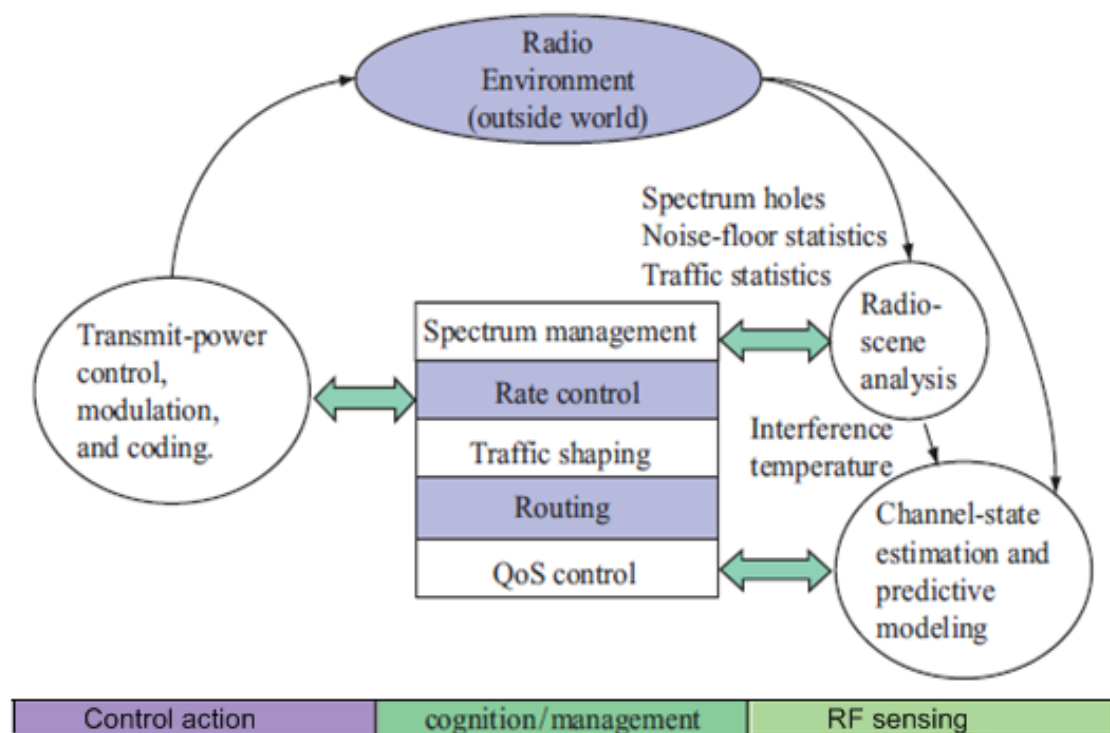 Radio
Environment
(outside world)
Spectrum holes
Noise-floor statistics
Traffic statistics
Transmit-power
control,
modulation,
and coding.
Spectrum management
Rate control
Traffic shaping
Routing
QoS control
Radio-
scene
analysis
Interference
temperature
Channel-state
estimation and
predictive
modeling
Control action
cognition/management
RF sensing